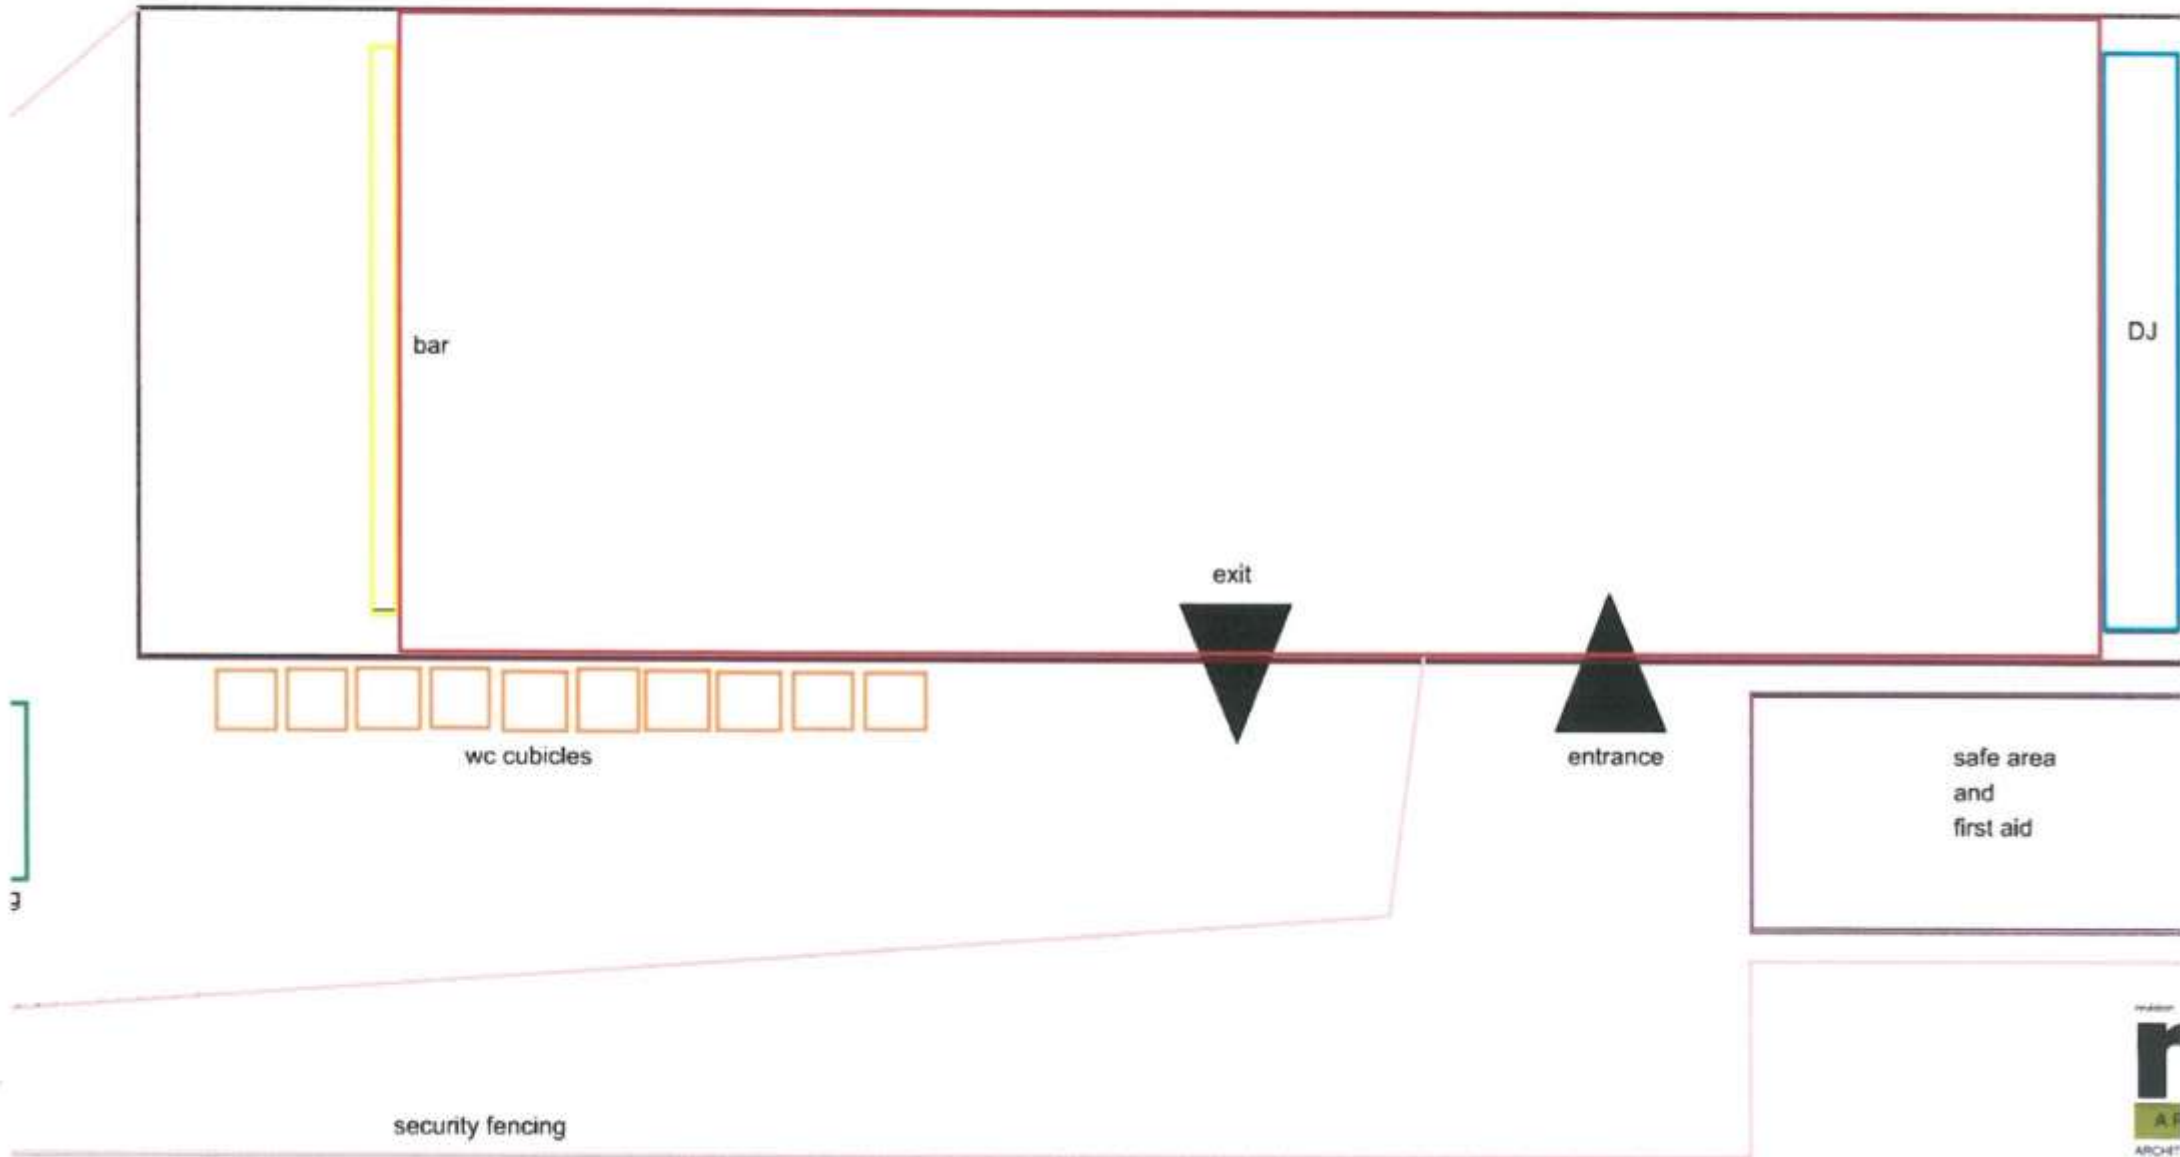 bar
DJ
exit
wc cubicles
entrance
safe area
and
first aid
g
security fencing